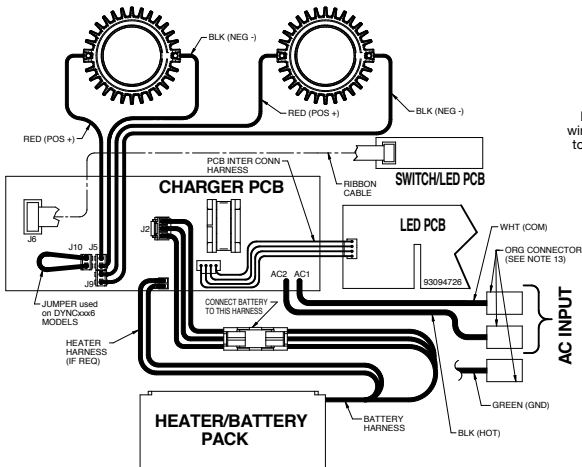 BLK (NEG -)
RED (POS +)
RED (POS +)
BLK (NEG -)
PCB INTER CONN
HARNESS
RIBBON
CABLE
SWITCH/LED PCB
CHARGER PCB
LED PCB
J6
J2
J10
J5
J9
AC2
AC1
93094726
WHT (COM)
ORG CONNECTOR
(SEE NOTE 13)
AC INPUT
JUMPER used
on DYNCxxx6
MODELS
CONNECT BATTERY
TO THIS HARNESS
HEATER
HARNESS
(IF REQ)
GREEN (GND)
BLK (HOT)
BATTERY
HARNESS
HEATER/BATTERY
PACK